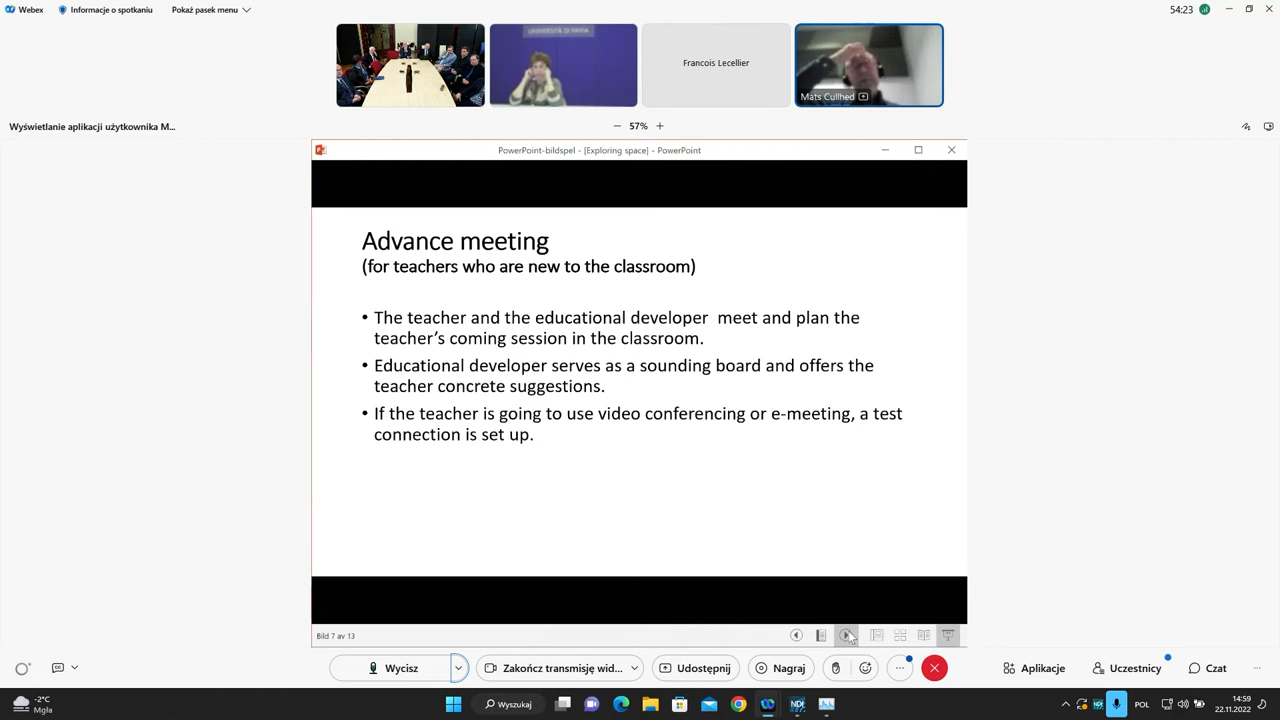 Webex
Informacje o spotkaniu
Pokaż pasek menu
54:23
UNIVERSITÀ DI PAVIA
Francois Lecellier
Mats Cullhed
Wyświetlanie aplikacji użytkownika M...
57%
PowerPoint-bildspel - [Exploring space] - PowerPoint
Advance meeting
(for teachers who are new to the classroom)
• The teacher and the educational developer meet and plan the
teacher’s coming session in the classroom.
• Educational developer serves as a sounding board and offers the
teacher concrete suggestions.
• If the teacher is going to use video conferencing or e-meeting, a test
connection is set up.
Bild 7 av 13
Wycisz
Zakończ transmisję wid...
Udostępnij
Nagraj
Aplikacje
Uczestnicy
Czat
-2°C
Mgła
Wyszukaj
POL
14:59
22.11.2022